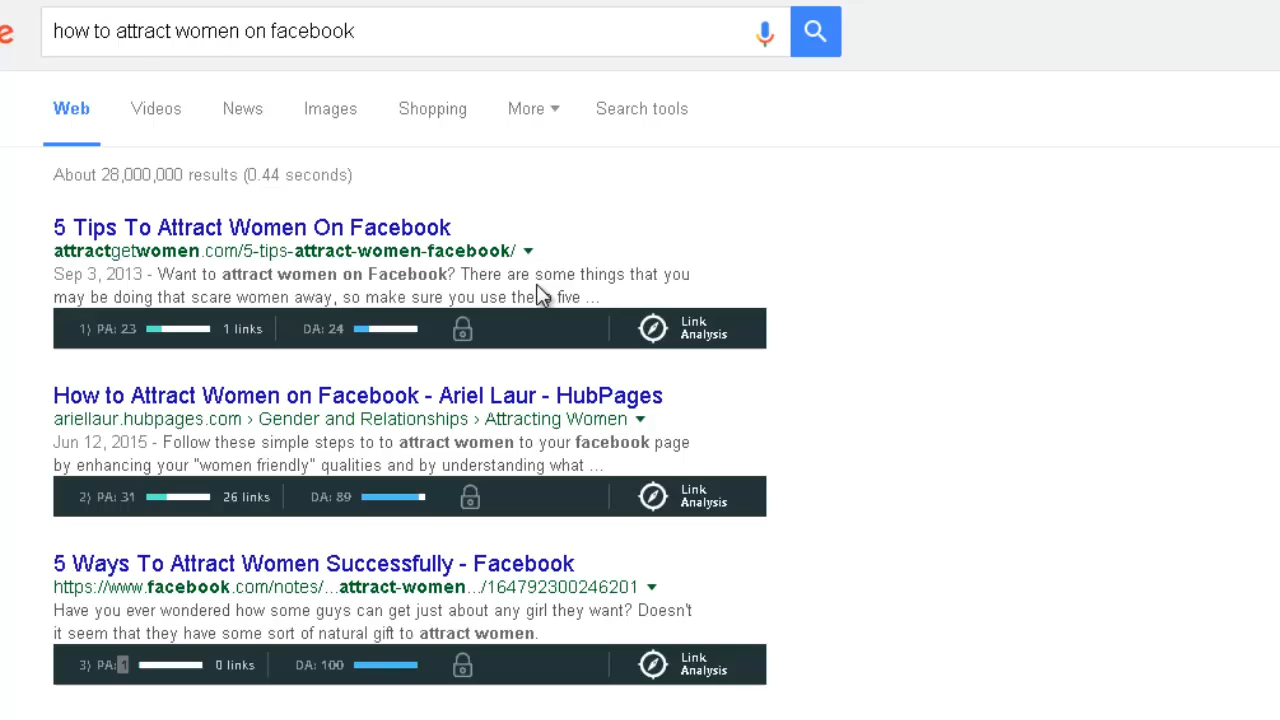 e
how to attract women on facebook
Web Videos News Images Shopping More Search tools
About 28,000,000 results (0.44 seconds)
5 Tips To Attract Women On Facebook
attractgetwomen.com/5-tips-attract-women-facebook/
Sep 3, 2013 - Want to attract women on Facebook? There are some things that you
may be doing that scare women away, so make sure you use the five ...
1) PA: 23 1 links DA: 24 Link
Analysis
How to Attract Women on Facebook - Ariel Laur - HubPages
ariellaur.hubpages.com › Gender and Relationships › Attracting Women
Jun 12, 2015 - Follow these simple steps to to attract women to your facebook page
by enhancing your "women friendly" qualities and by understanding what ...
2) PA: 31 26 links DA: 89 Link
Analysis
5 Ways To Attract Women Successfully - Facebook
https://www.facebook.com/notes/...attract-women.../164792300246201
Have you ever wondered how some guys can get just about any girl they want? Doesn't
it seem that they have some sort of natural gift to attract women.
3) PA: 1 0 links DA: 100 Link
Analysis